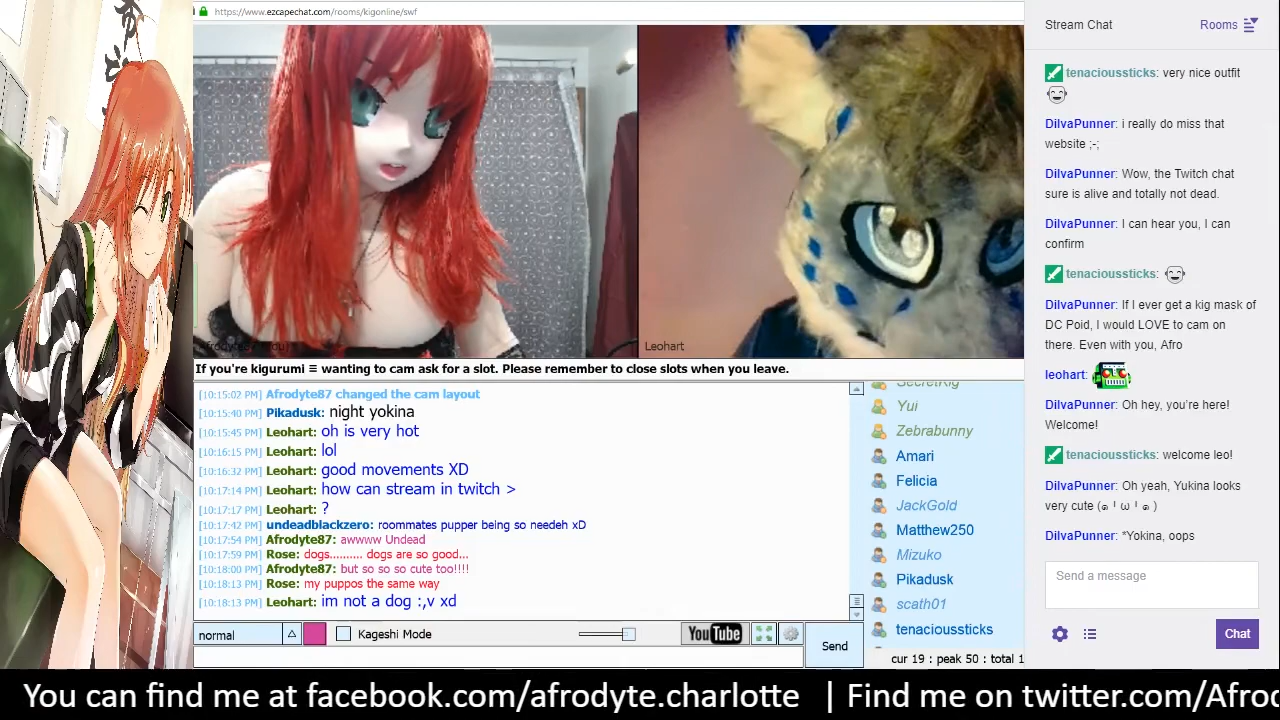 https://www.ezcapechat.com/rooms/kigonline/swf
Leohart
If you're kigurumi ≡ wanting to cam ask for a slot. Please remember to close slots when you leave.
[10:15:02 PM] Afrodyte87 changed the cam layout
[10:15:40 PM] Pikadusk: night yokina
[10:15:45 PM] Leohart: oh is very hot
[10:16:15 PM] Leohart: lol
[10:16:32 PM] Leohart: good movements XD
[10:17:14 PM] Leohart: how can stream in twitch >
[10:17:17 PM] Leohart: ?
[10:17:42 PM] undeadblackzero: roommates pupper being so needeh xD
[10:17:54 PM] Afrodyte87: awwww Undead
[10:17:59 PM] Rose: dogs.......... dogs are so good...
[10:18:00 PM] Afrodyte87: but so so so cute too!!!!
[10:18:13 PM] Rose: my puppos the same way
[10:18:13 PM] Leohart: im not a dog :,v xd
SecretKig
Yui
Zebrabunny
Amari
Felicia
JackGold
Matthew250
Mizuko
Pikadusk
scath01
tenacioussticks
cur 19 : peak 50 : total 1
normal
Kageshi Mode
YouTube
Send
Stream Chat
Rooms
tenacioussticks: very nice outfit
DilvaPunner: i really do miss that
website ;-;
DilvaPunner: Wow, the Twitch chat
sure is alive and totally not dead.
DilvaPunner: I can hear you, I can
confirm
tenacioussticks:
DilvaPunner: If I ever get a kig mask of
DC Poid, I would LOVE to cam on
there. Even with you, Afro
leohart:
DilvaPunner: Oh hey, you're here!
Welcome!
tenacioussticks: welcome leo!
DilvaPunner: Oh yeah, Yukina looks
very cute (๑ ╹ω╹๑ )
DilvaPunner: *Yokina, oops
Send a message
Chat
You can find me at facebook.com/afrodyte.charlotte | Find me on twitter.com/Afrod